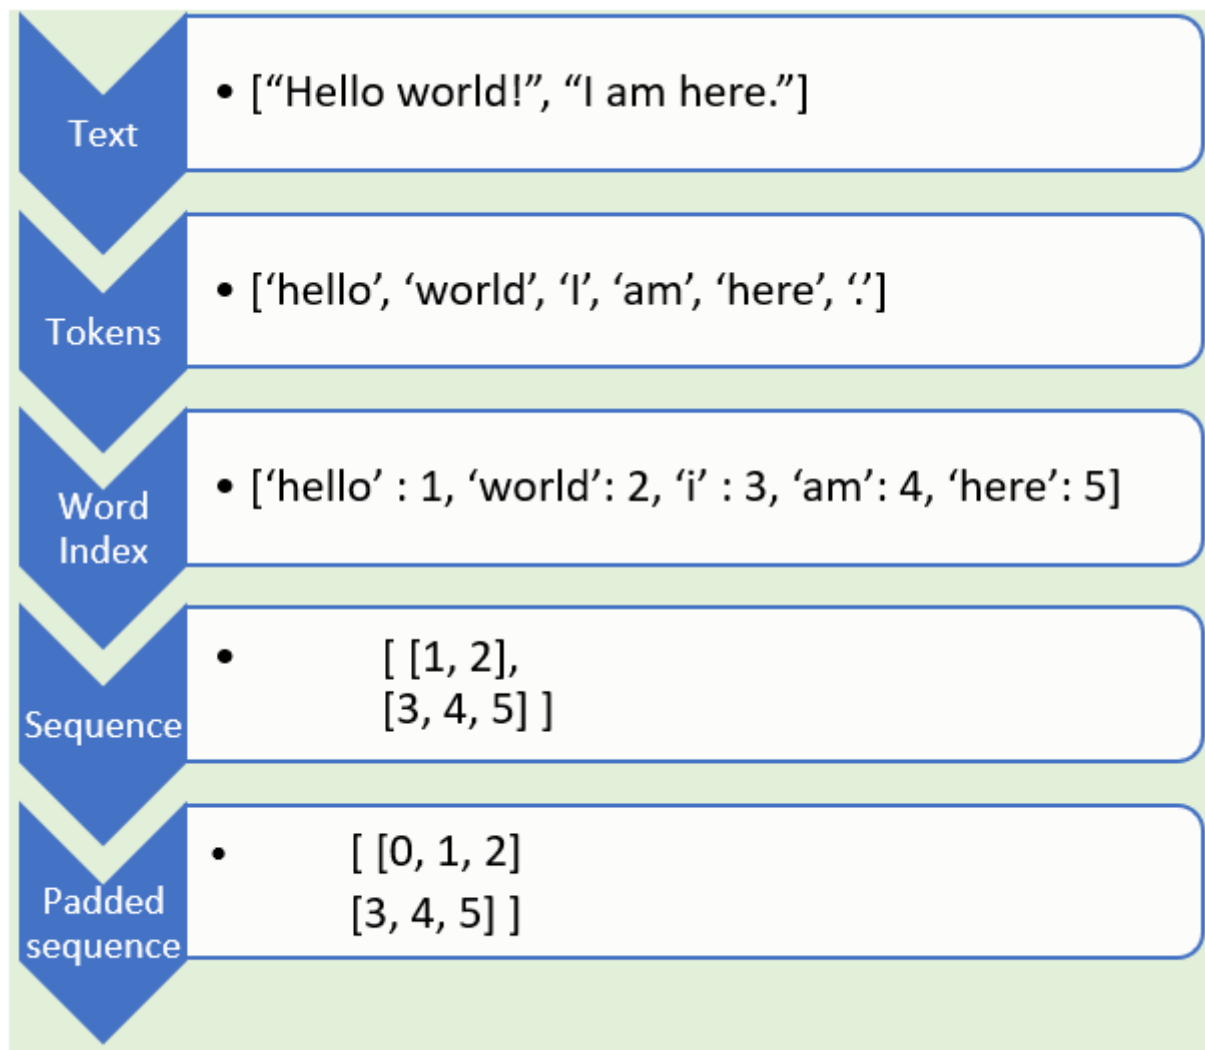 Text
• [“Hello world!”, “I am here.”]
Tokens
• [‘hello’, ‘world’, ‘I’, ‘am’, ‘here’, ‘.’]
Word
Index
• [‘hello’ : 1, ‘world’: 2, ‘i’ : 3, ‘am’: 4, ‘here’: 5]
Sequence
• [ [1, 2],
[3, 4, 5] ]
Padded
sequence
• [ [0, 1, 2]
[3, 4, 5] ]